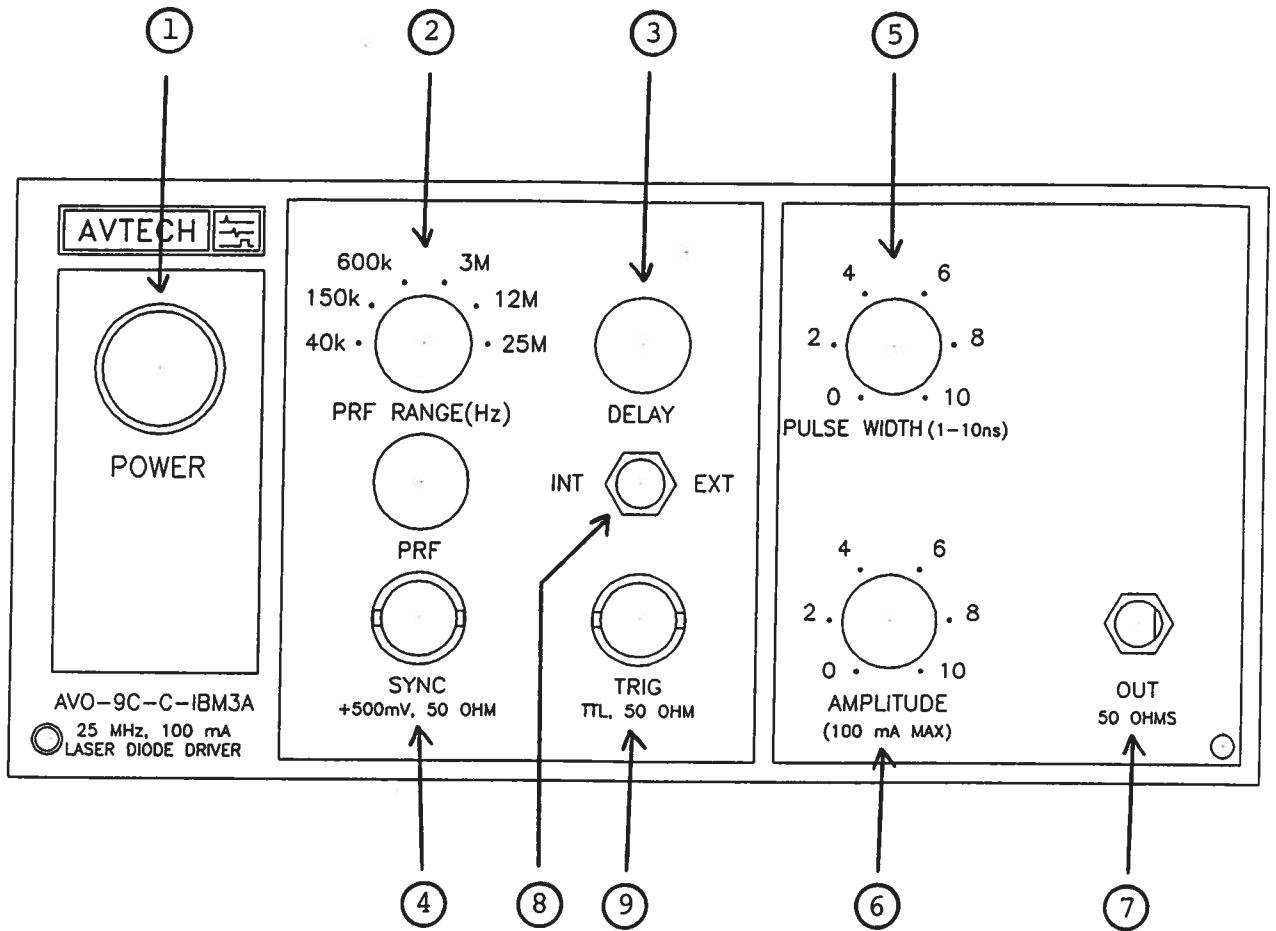 1 2 3 5
AVTECH
600k 3M
150k 12M
40k 25M
PRF RANGE(Hz)
DELAY
4 6
2 8
0 10
PULSE WIDTH (1-10ns)
POWER
INT EXT
PRF
4 6
2 8
0 10
SYNC
+500mV, 50 OHM
TRIG
TTL, 50 OHM
AMPLITUDE
(100 mA MAX)
OUT
50 OHMS
AVO-9C-C-IBM3A
25 MHz, 100 mA
LASER DIODE DRIVER
4 8 9 6 7